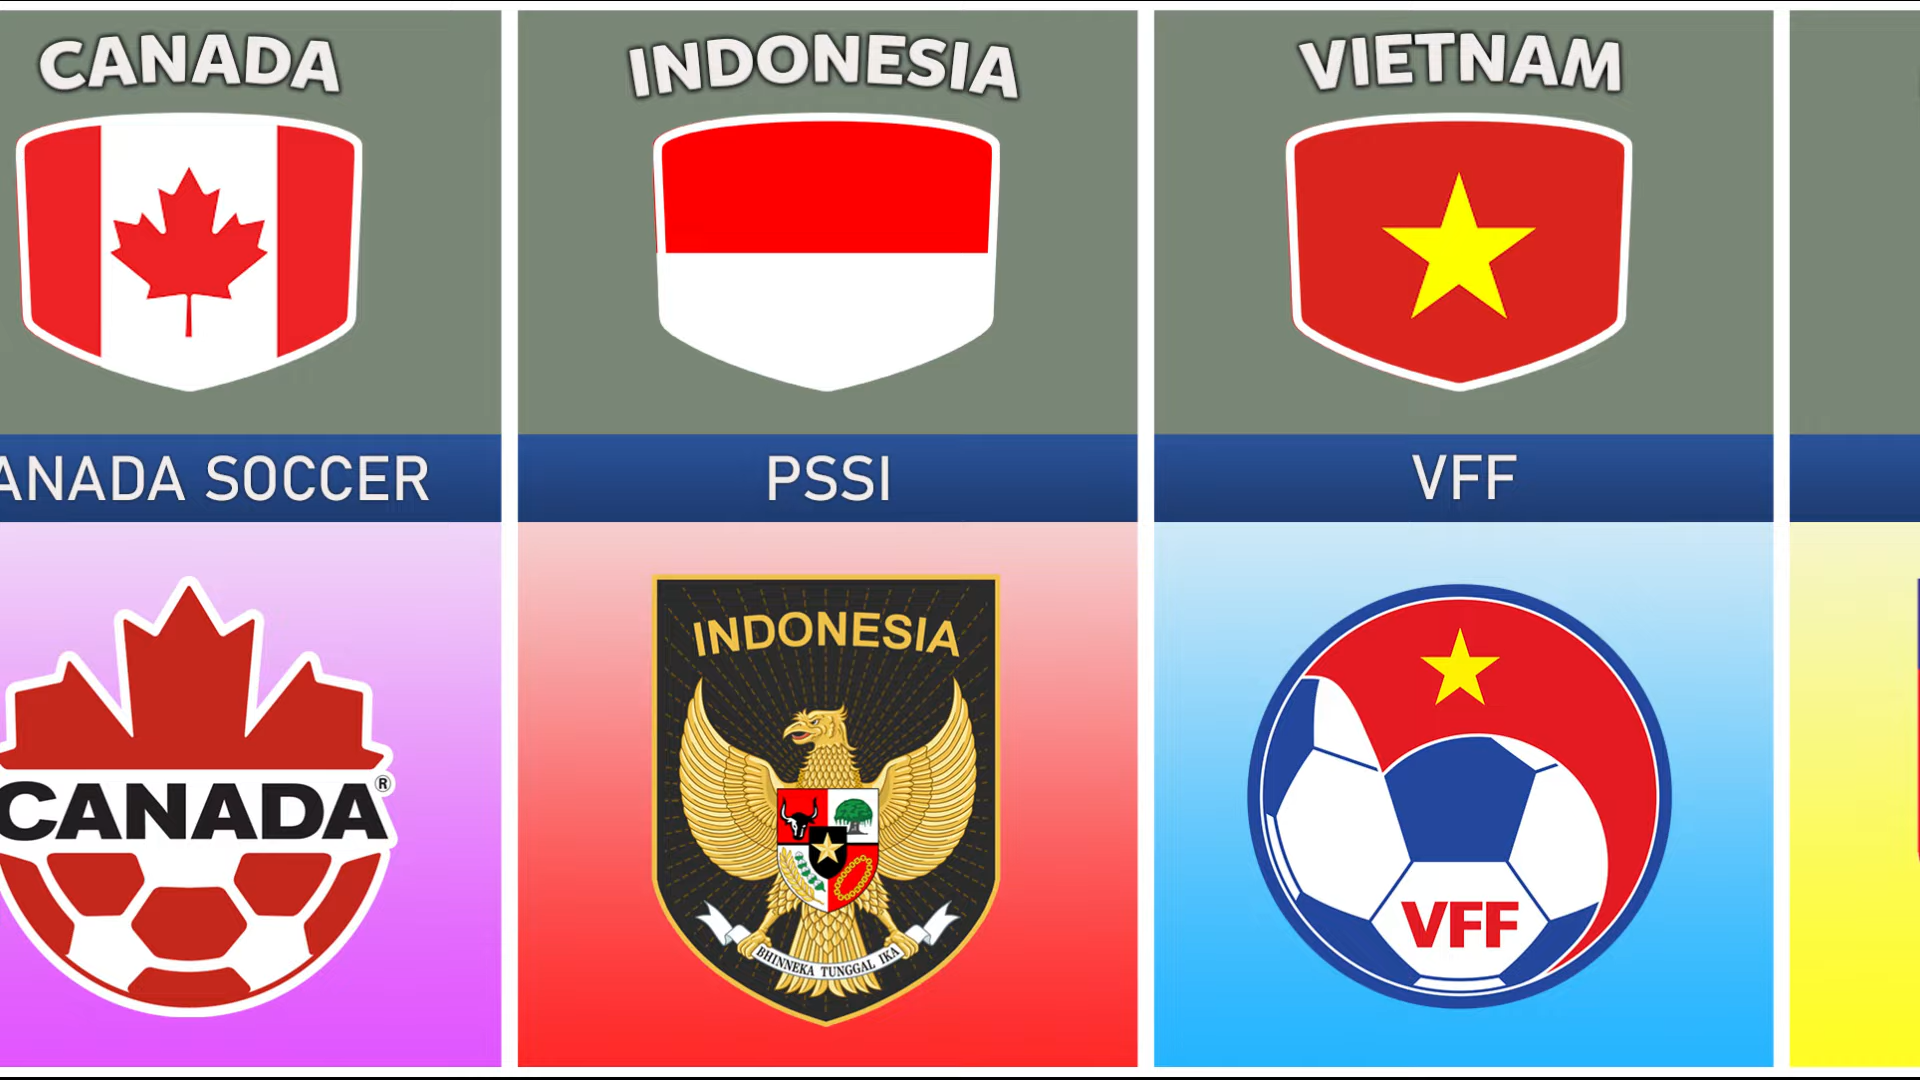 CANADA
ANADA SOCCER
CANADA®
INDONESIA
PSSI
INDONESIA
BHINNEKA TUNGGAL IKA
VIETNAM
VFF
VFF